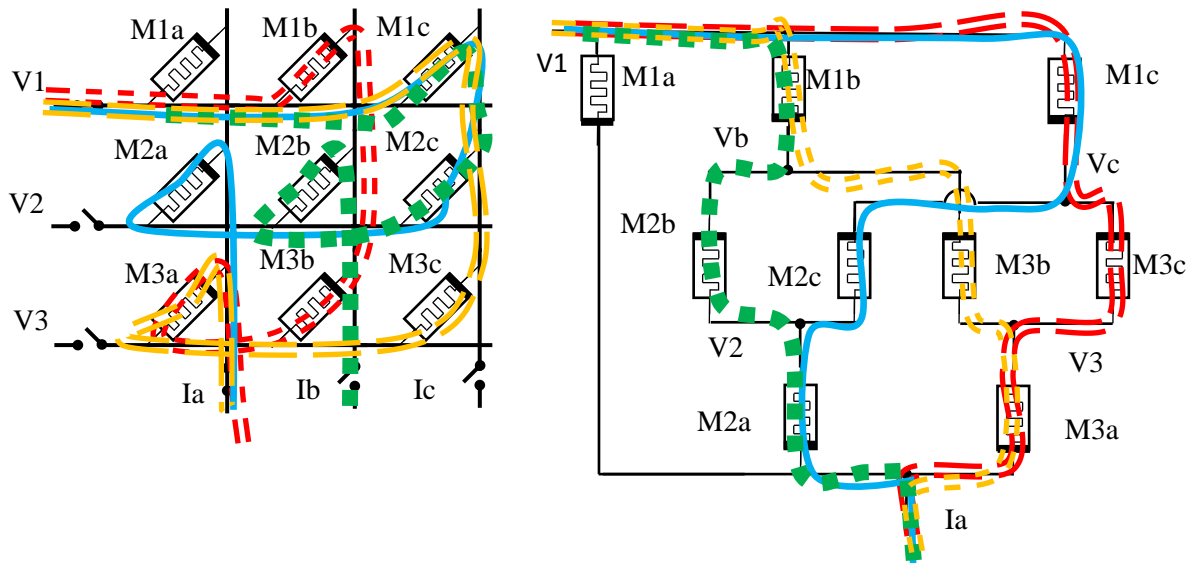 M1a M1b M1c
V1
M2a M2b M2c
V2
M3a M3b M3c
V3
Ia Ib Ic
V1 M1a M1b M1c
Vb Vc
M2b M2c M3b M3c
V2 V3
M2a M3a
Ia